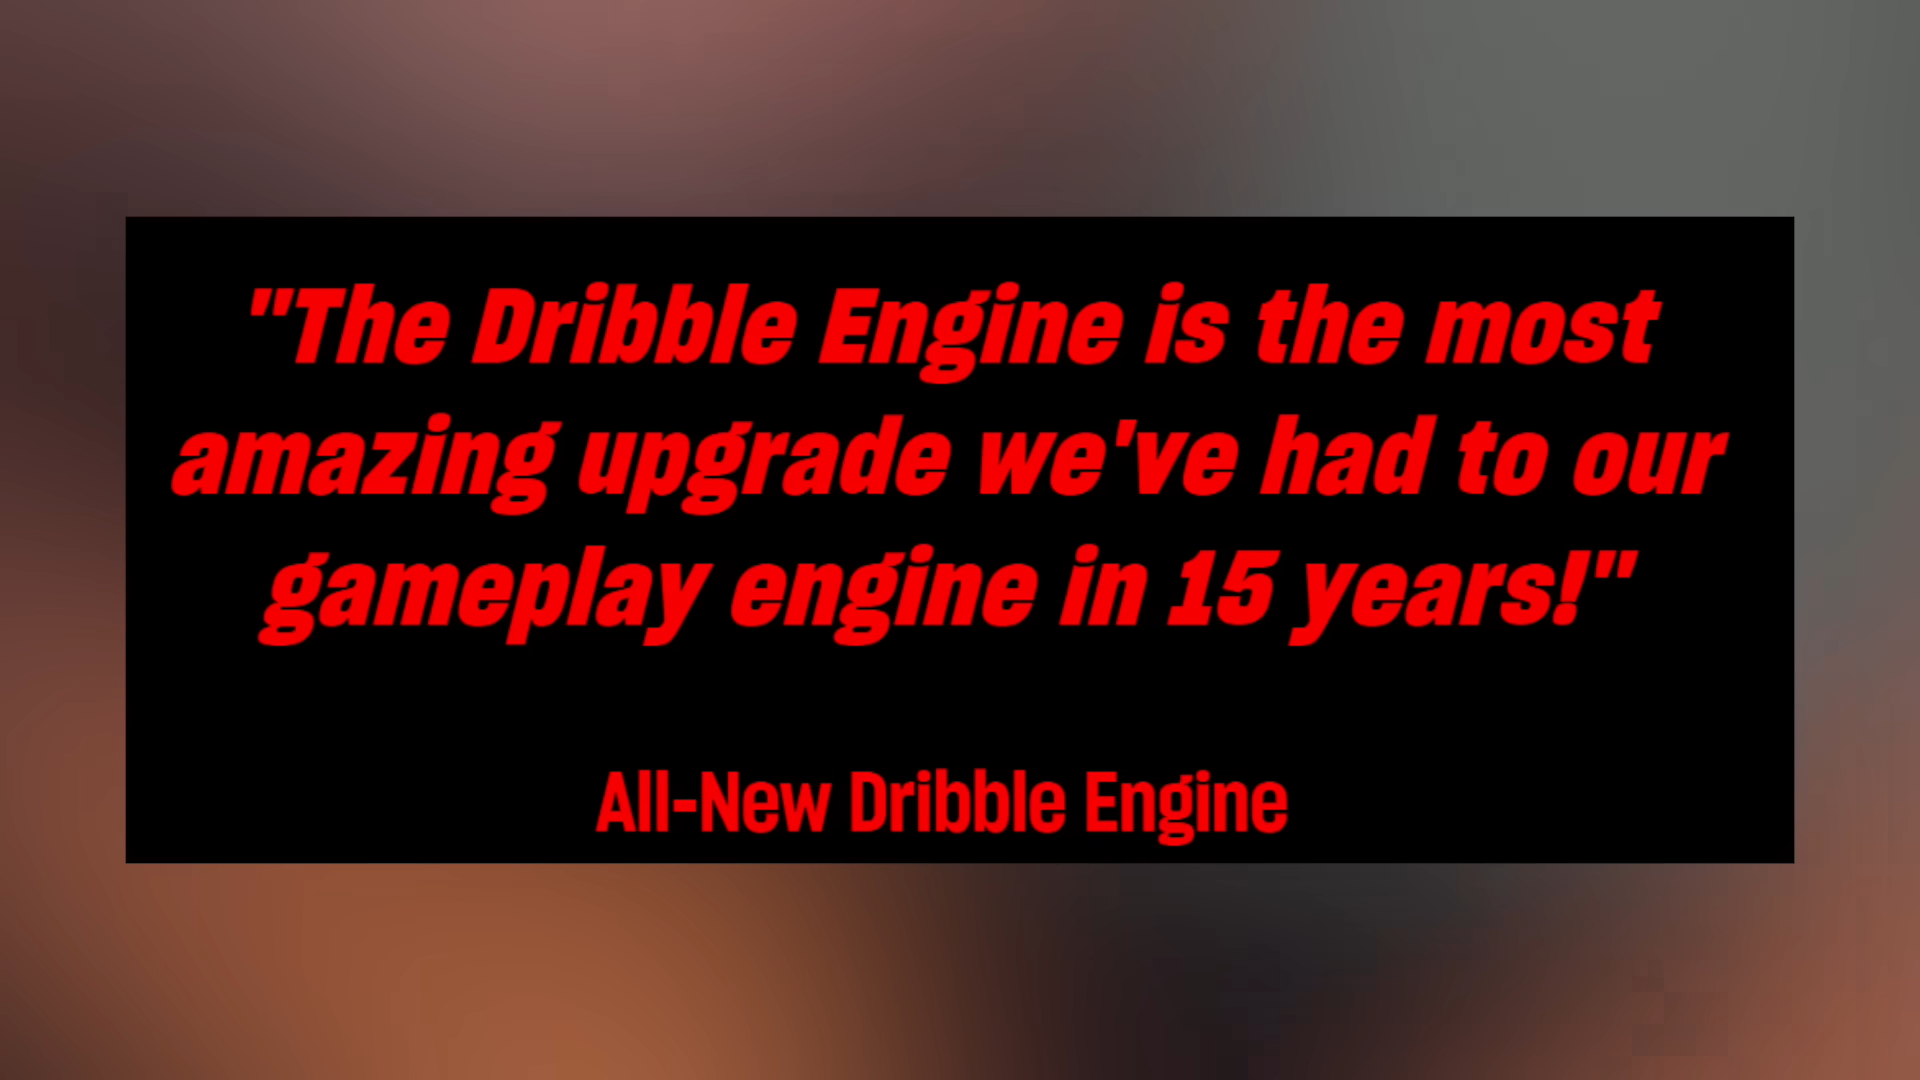 "The Dribble Engine is the most
amazing upgrade we've had to our
gameplay engine in 15 years!"
All-New Dribble Engine